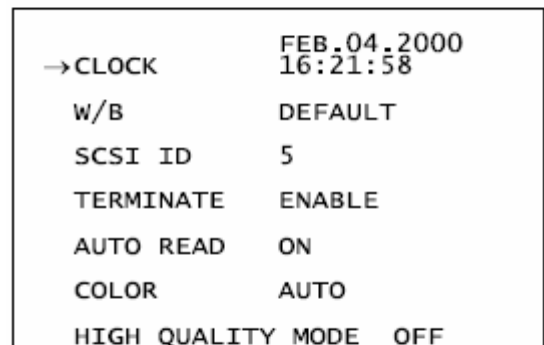 FEB.04.2000
→CLOCK 16:21:58
W/B DEFAULT
SCSI ID 5
TERMINATE ENABLE
AUTO READ ON
COLOR AUTO
HIGH QUALITY MODE OFF